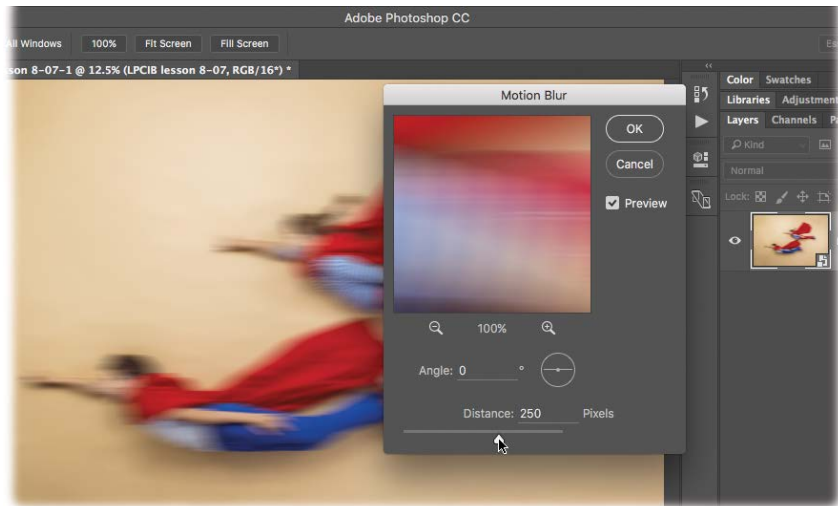 Adobe Photoshop CC
All Windows 100% Fit Screen Fill Screen
son 8-07-1 @ 12.5% (LPCIB lesson 8-07, RGB/16*) *
Motion Blur
OK
Cancel
Preview
100%
Angle: 0 °
Distance: 250 Pixels
Color Swatches
Libraries Adjustment
Layers Channels
Kind
Normal
Lock: